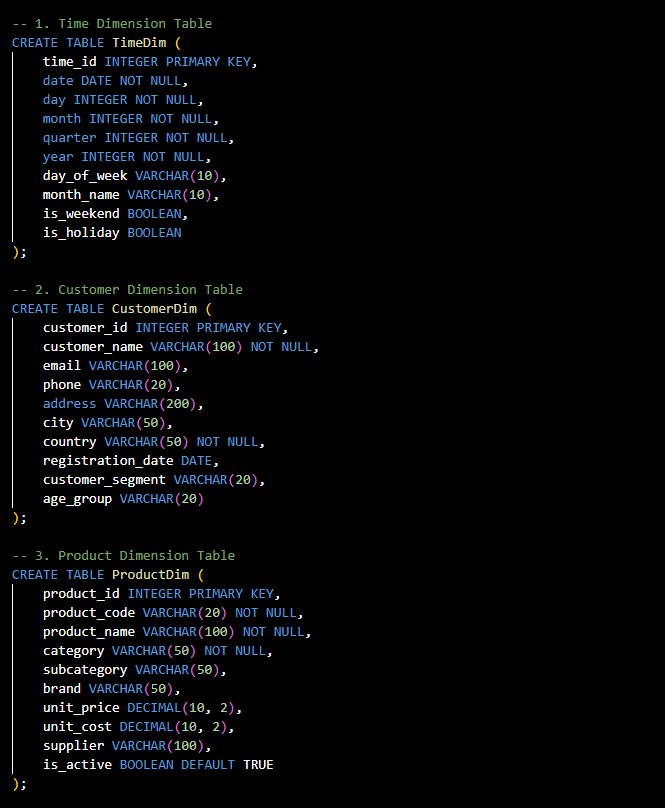 -- 1. Time Dimension Table
CREATE TABLE TimeDim (
    time_id INTEGER PRIMARY KEY,
    date DATE NOT NULL,
    day INTEGER NOT NULL,
    month INTEGER NOT NULL,
    quarter INTEGER NOT NULL,
    year INTEGER NOT NULL,
    day_of_week VARCHAR(10),
    month_name VARCHAR(10),
    is_weekend BOOLEAN,
    is_holiday BOOLEAN
);

-- 2. Customer Dimension Table
CREATE TABLE CustomerDim (
    customer_id INTEGER PRIMARY KEY,
    customer_name VARCHAR(100) NOT NULL,
    email VARCHAR(100),
    phone VARCHAR(20),
    address VARCHAR(200),
    city VARCHAR(50),
    country VARCHAR(50) NOT NULL,
    registration_date DATE,
    customer_segment VARCHAR(20),
    age_group VARCHAR(20)
);

-- 3. Product Dimension Table
CREATE TABLE ProductDim (
    product_id INTEGER PRIMARY KEY,
    product_code VARCHAR(20) NOT NULL,
    product_name VARCHAR(100) NOT NULL,
    category VARCHAR(50) NOT NULL,
    subcategory VARCHAR(50),
    brand VARCHAR(50),
    unit_price DECIMAL(10, 2),
    unit_cost DECIMAL(10, 2),
    supplier VARCHAR(100),
    is_active BOOLEAN DEFAULT TRUE
);